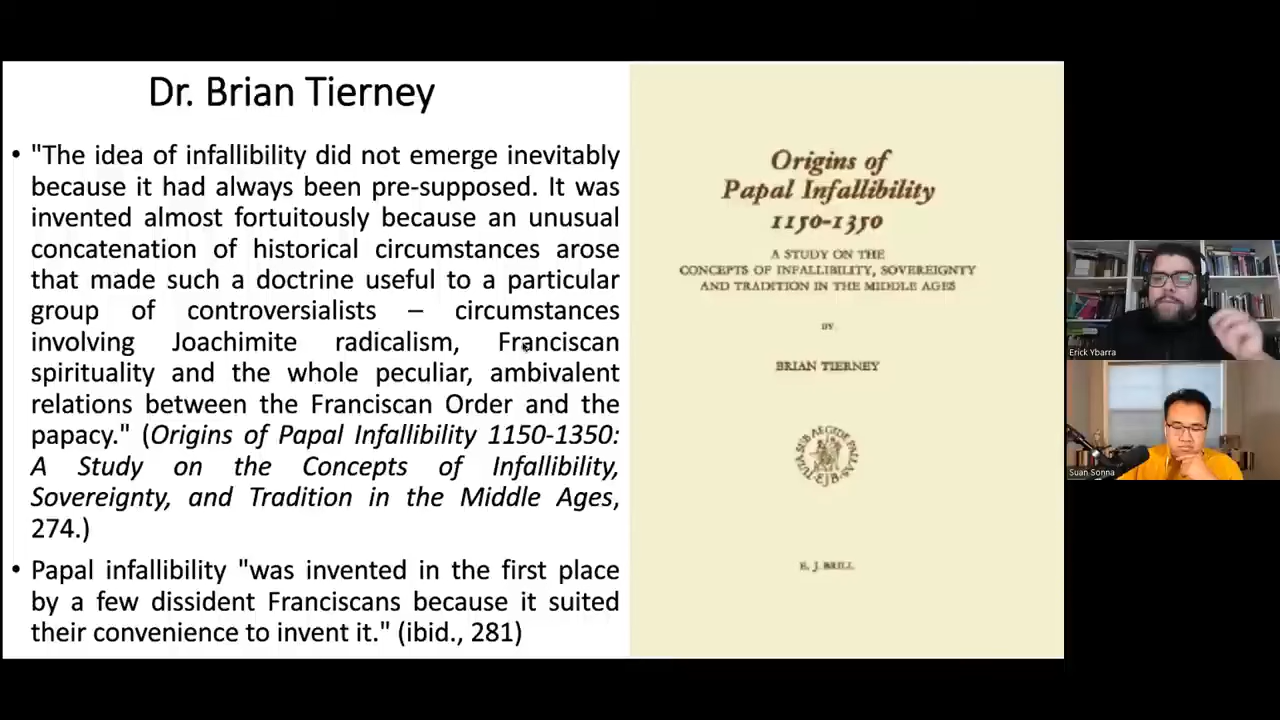 Dr. Brian Tierney
• "The idea of infallibility did not emerge inevitably
because it had always been pre-supposed. It was
invented almost fortuitously because an unusual
concatenation of historical circumstances arose
that made such a doctrine useful to a particular
group of controversialists – circumstances
involving Joachimite radicalism, Franciscan
spirituality and the whole peculiar, ambivalent
relations between the Franciscan Order and the
papacy." (Origins of Papal Infallibility 1150-1350:
A Study on the Concepts of Infallibility,
Sovereignty, and Tradition in the Middle Ages,
274.)
• Papal infallibility "was invented in the first place
by a few dissident Franciscans because it suited
their convenience to invent it." (ibid., 281)
Origins of
Papal Infallibility
1150-1350
A STUDY ON THE
CONCEPTS OF INFALLIBILITY, SOVEREIGNTY
AND TRADITION IN THE MIDDLE AGES
BY
BRIAN TIERNEY
TUTA SUB AEGIDE PALLAS
EJB
E. J. BRILL
Erick Ybarra
Suan Sonna